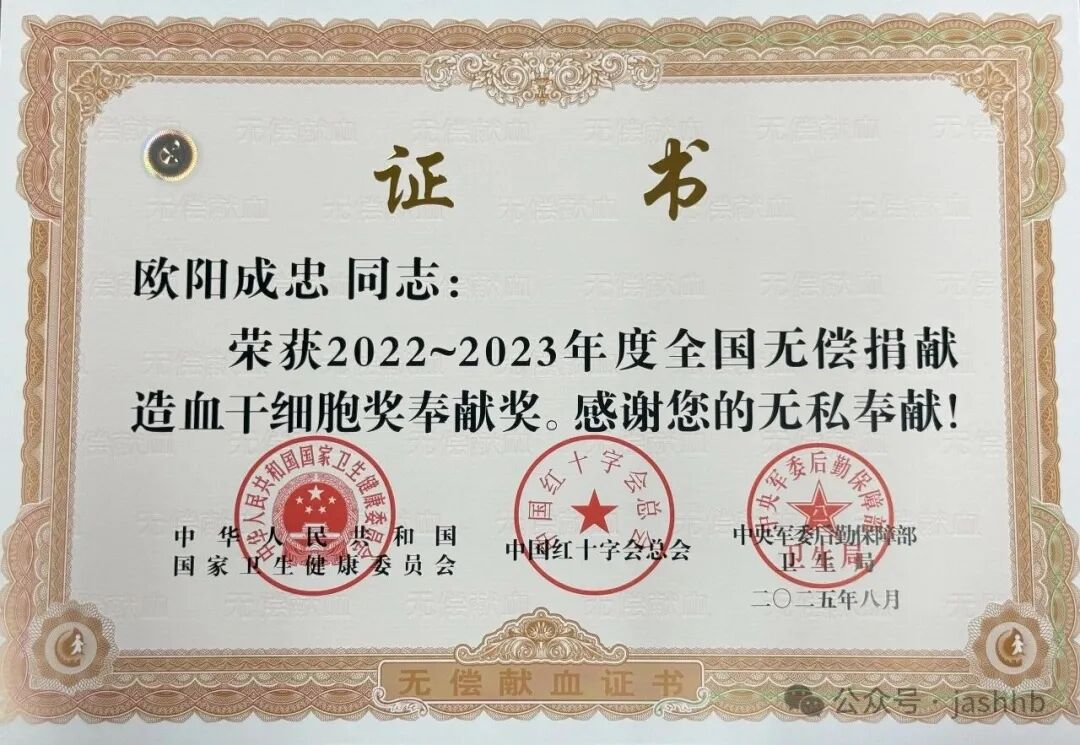 证书
欧阳成忠 同志：
荣获2022~2023年度全国无偿捐献
造血干细胞奖奉献奖。感谢您的无私奉献！
中华人民共和国国家卫生健康委员会
中国红十字会总会
中央军委后勤保障部
卫生局
中华人民共和国
国家卫生健康委员会
中国红十字会总会
中央军委后勤保障部
卫生局
二〇二五年八月
无偿献血证书
公众号·jashhb